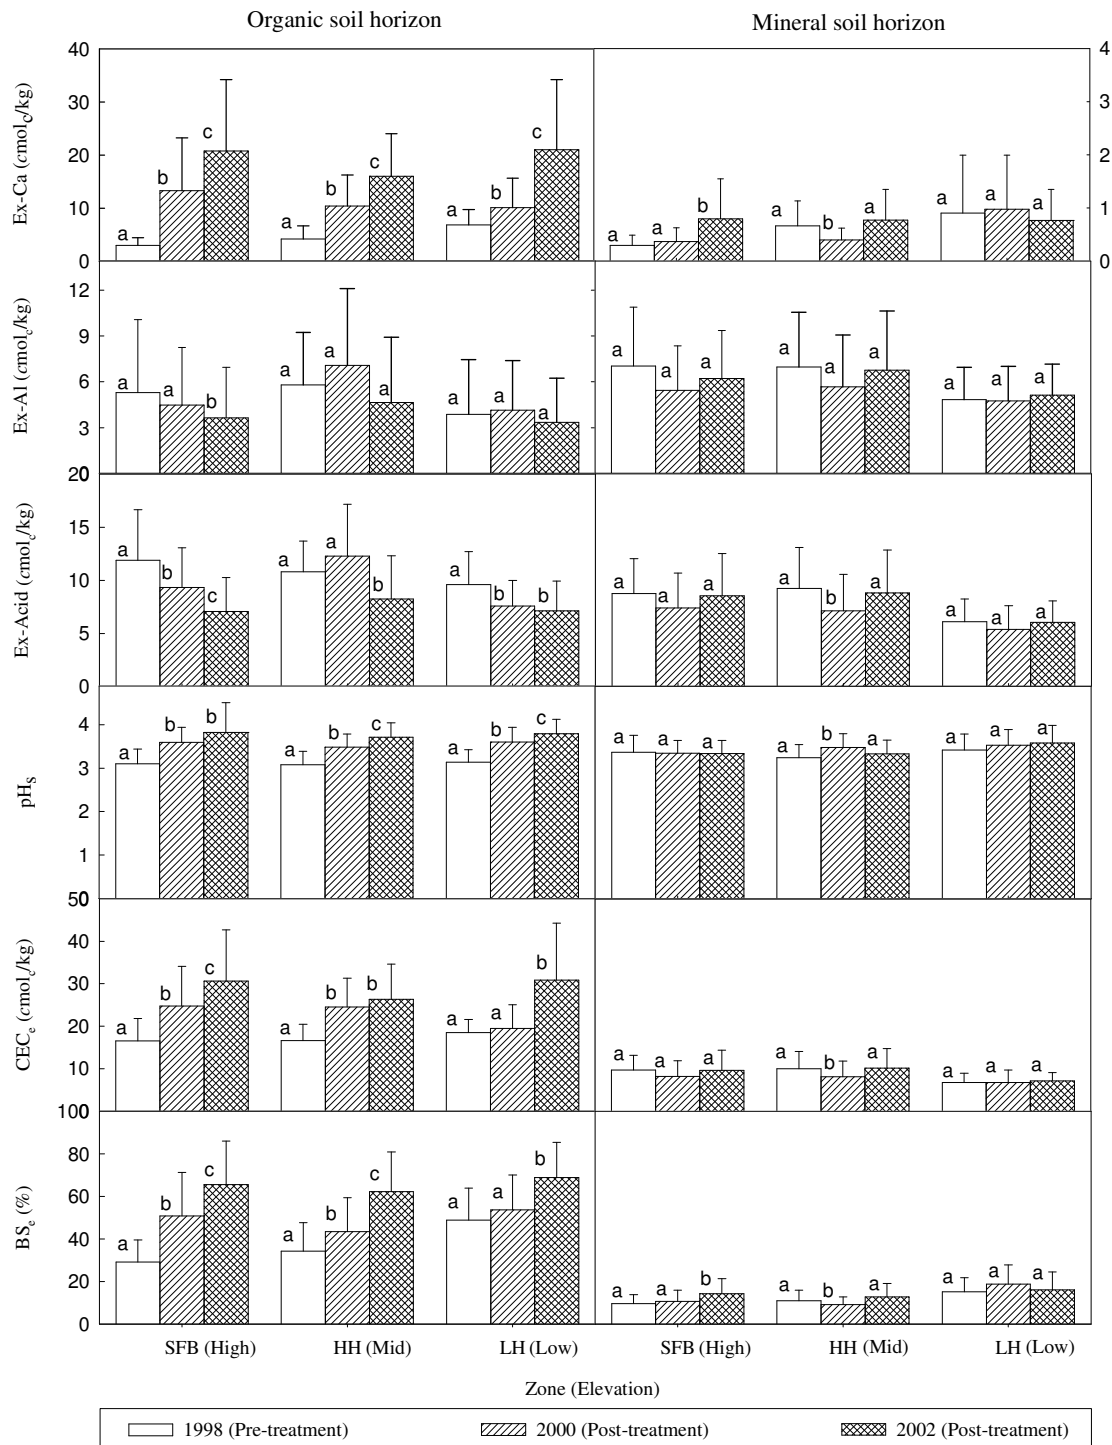 Organic soil horizon Mineral soil horizon
Ex-Ca (cmolc/kg)
40 4
30 3
20 2
10 1
0 0
a b c a b c a b c a a b a b a a a a
Ex-Al (cmolc/kg)
12
9
6
3
0
a a b a a a a a a a a a a a a a a a
Ex-Acid (cmolc/kg)
20
15
10
5
0
a b c a a b a b b a a a a b a a a a
pHs
4
3
2
1
0
a b b a b c a b c a a a a b a a a a
CECe (cmolc/kg)
50
40
30
20
10
0
a b c a b b a a b a a a a b a a a a
BSe (%)
100
80
60
40
20
0
a b c a b c a a b a a b a b a a a a
SFB (High) HH (Mid) LH (Low) SFB (High) HH (Mid) LH (Low)
Zone (Elevation)
1998 (Pre-treatment) 2000 (Post-treatment) 2002 (Post-treatment)